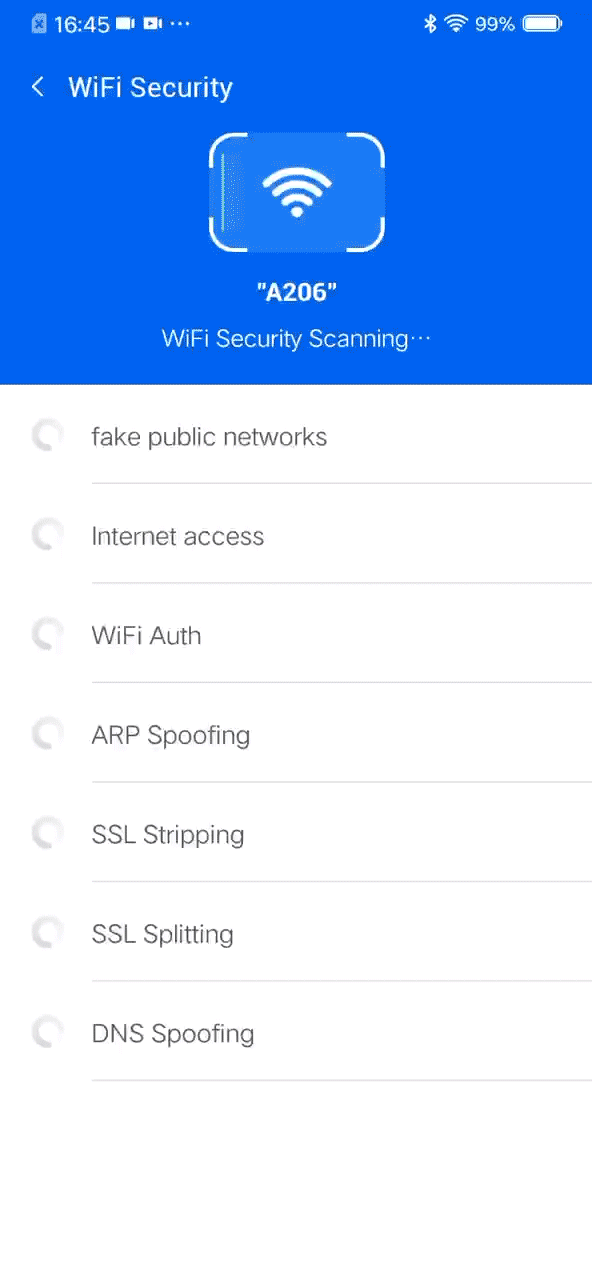 16:45 ··· 99%
WiFi Security
"A206"
WiFi Security Scanning···
fake public networks
Internet access
WiFi Auth
ARP Spoofing
SSL Stripping
SSL Splitting
DNS Spoofing